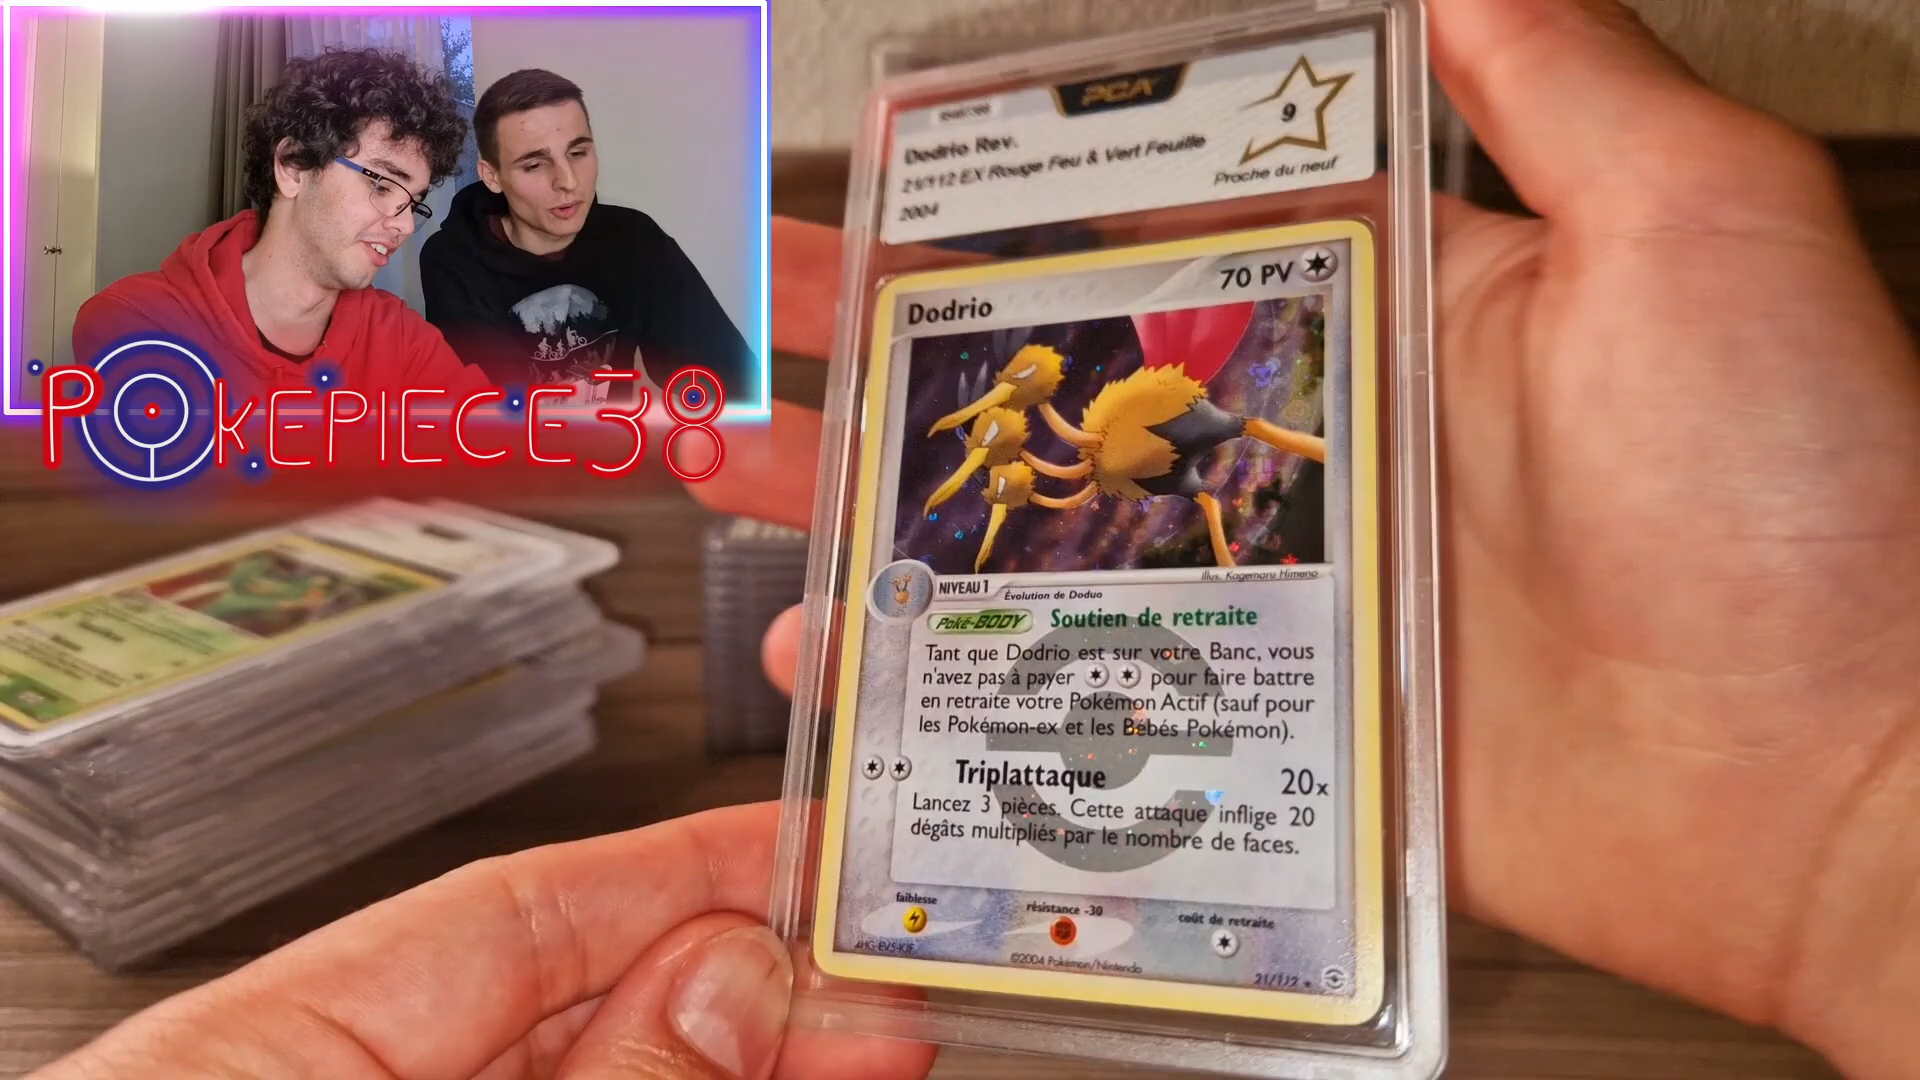 POKEPIECE38
PCA
9
Dodrio Rev.
21/112 EX Rouge Feu & Vert Feuille
Proche du neuf
2004
Dodrio
70 PV
Illus. Kagemaru Himeno
NIVEAU 1
Évolution de Doduo
Poké-BODY Soutien de retraite
Tant que Dodrio est sur votre Banc, vous
n'avez pas à payer pour faire battre
en retraite votre Pokémon Actif (sauf pour
les Pokémon-ex et les Bébés Pokémon).
Triplattaque 20x
Lancez 3 pièces. Cette attaque inflige 20
dégâts multipliés par le nombre de faces.
faiblesse
résistance -30
coût de retraite
©2004 Pokémon/Nintendo
21/112